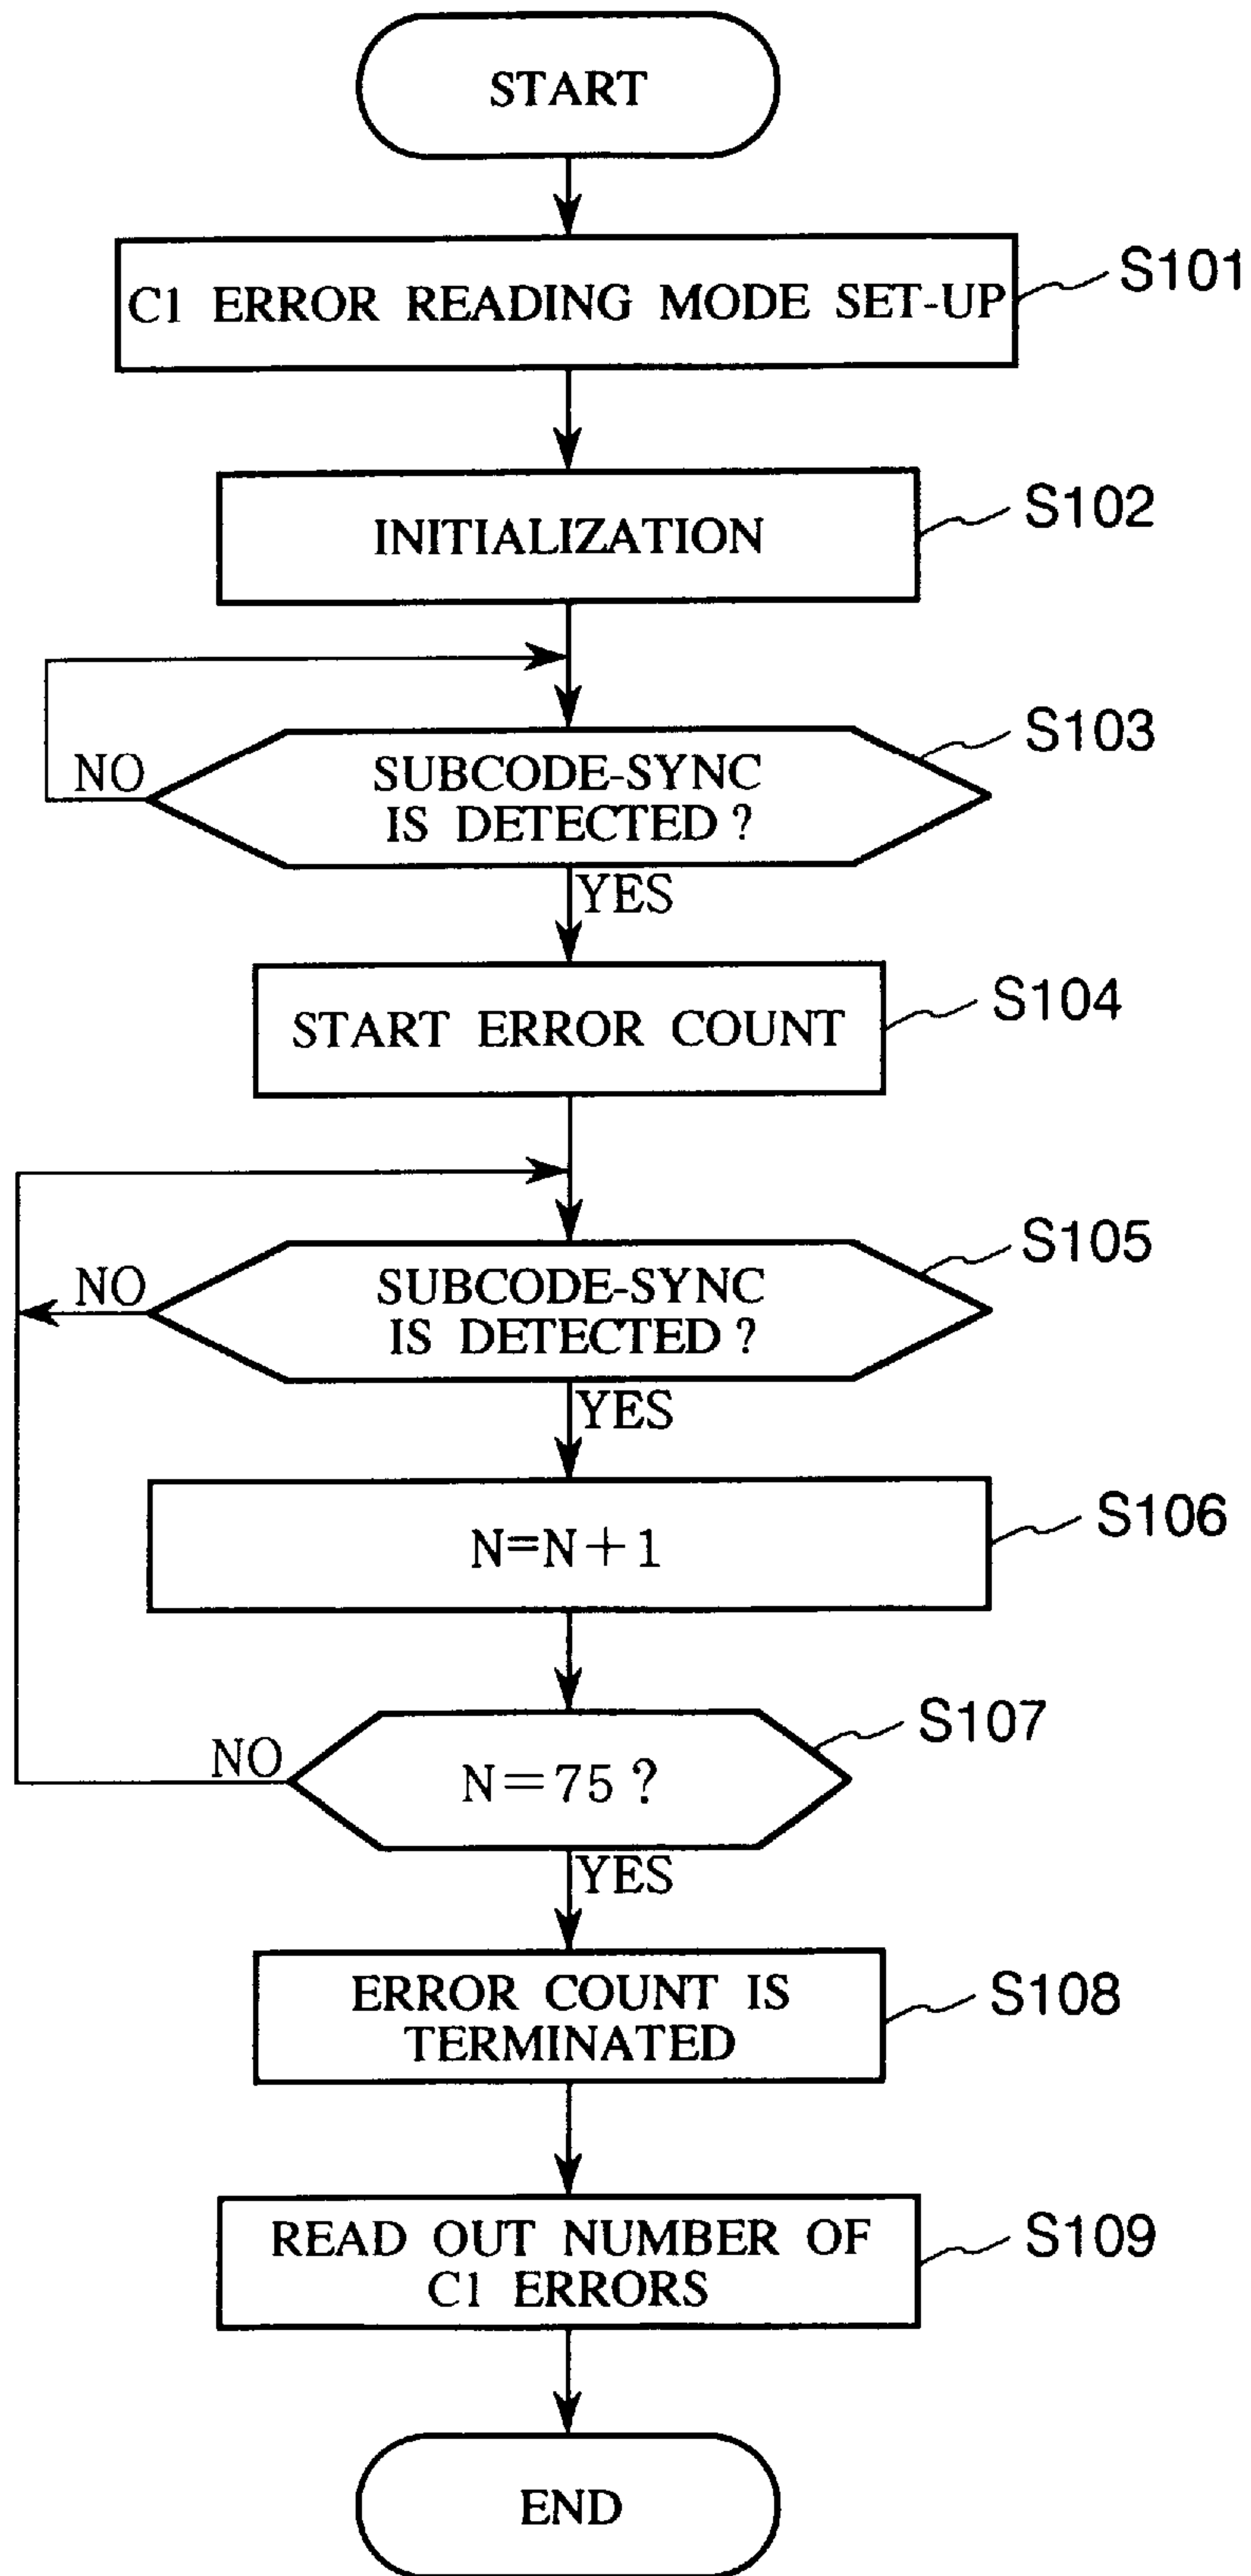 START
C1 ERROR READING MODE SET-UP
S101
INITIALIZATION
S102
SUBCODE-SYNC
IS DETECTED ?
S103
NO
YES
START ERROR COUNT
S104
SUBCODE-SYNC
IS DETECTED ?
S105
NO
YES
N=N+1
S106
N=75 ?
S107
NO
YES
ERROR COUNT IS
TERMINATED
S108
READ OUT NUMBER OF
C1 ERRORS
S109
END